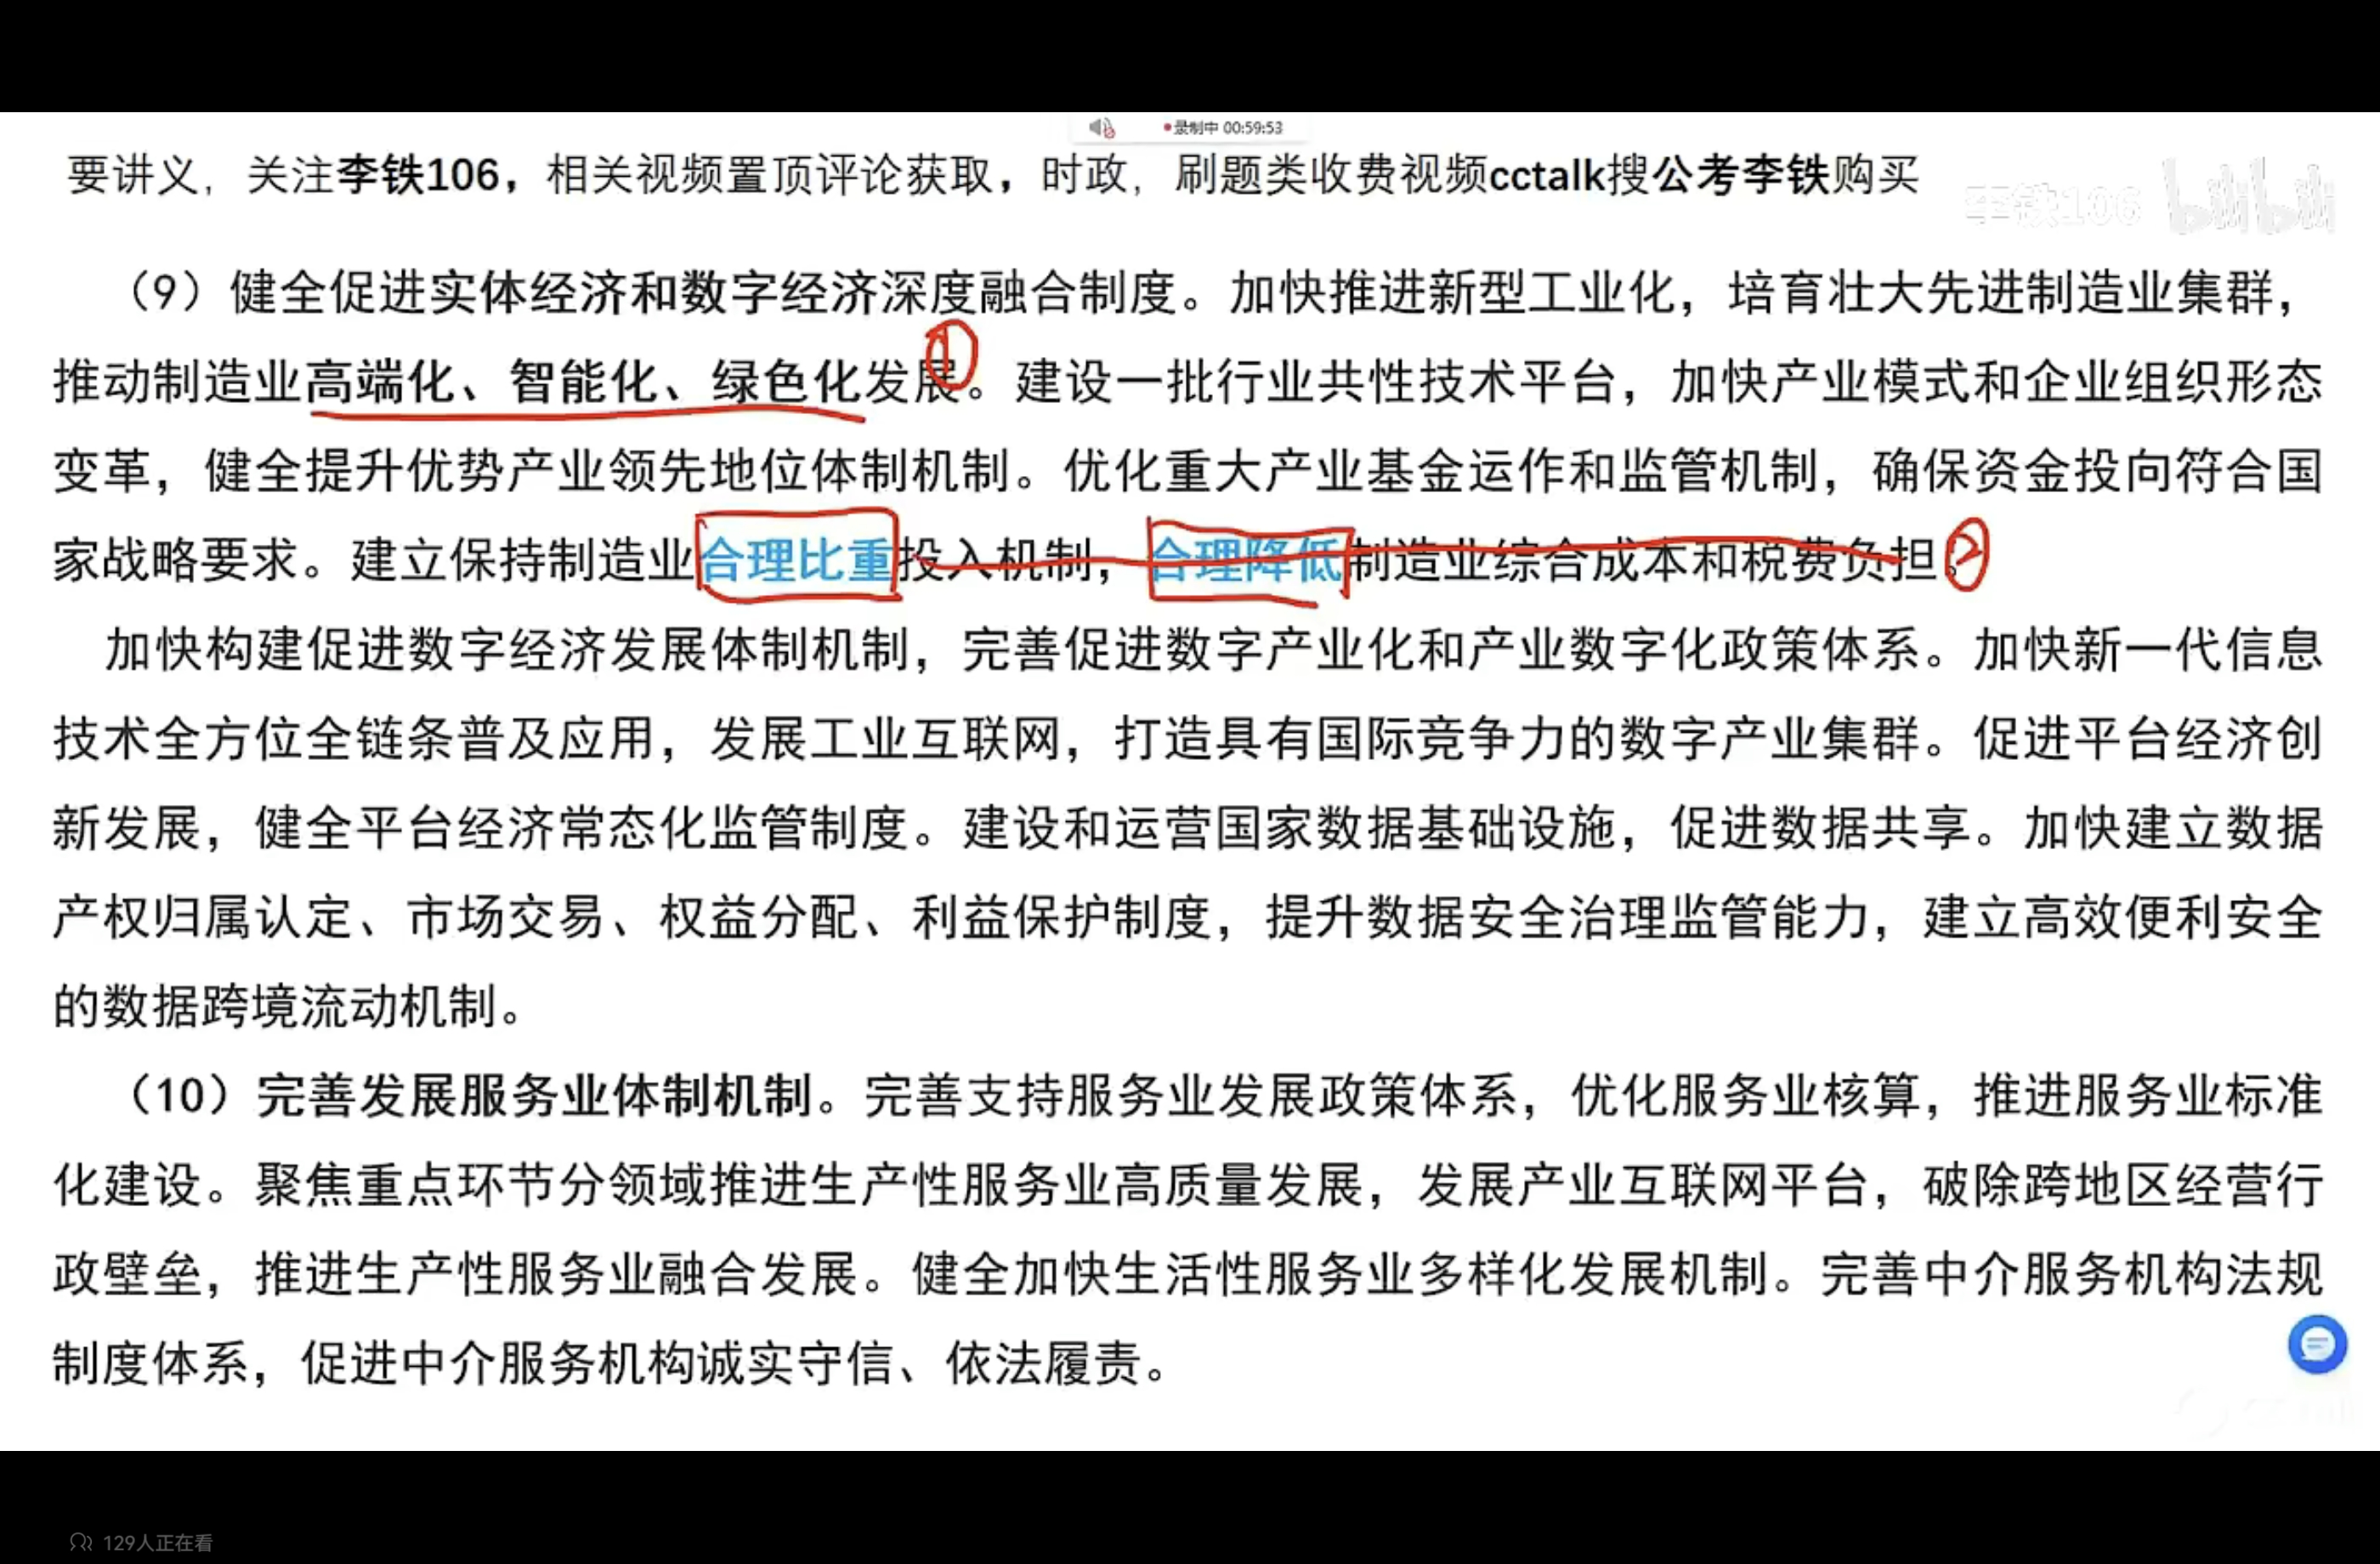 录制中 00:59:53
要讲义，关注李铁106，相关视频置顶评论获取，时政，刷题类收费视频cctalk搜公考李铁购买
李铁106 bilibili
（9）健全促进实体经济和数字经济深度融合制度。加快推进新型工业化，培育壮大先进制造业集群，
①
推动制造业高端化、智能化、绿色化发展。建设一批行业共性技术平台，加快产业模式和企业组织形态
变革，健全提升优势产业领先地位体制机制。优化重大产业基金运作和监管机制，确保资金投向符合国
家战略要求。建立保持制造业合理比重投入机制，合理降低制造业综合成本和税费负担。②
加快构建促进数字经济发展体制机制，完善促进数字产业化和产业数字化政策体系。加快新一代信息
技术全方位全链条普及应用，发展工业互联网，打造具有国际竞争力的数字产业集群。促进平台经济创
新发展，健全平台经济常态化监管制度。建设和运营国家数据基础设施，促进数据共享。加快建立数据
产权归属认定、市场交易、权益分配、利益保护制度，提升数据安全治理监管能力，建立高效便利安全
的数据跨境流动机制。
（10）完善发展服务业体制机制。完善支持服务业发展政策体系，优化服务业核算，推进服务业标准
化建设。聚焦重点环节分领域推进生产性服务业高质量发展，发展产业互联网平台，破除跨地区经营行
政壁垒，推进生产性服务业融合发展。健全加快生活性服务业多样化发展机制。完善中介服务机构法规
制度体系，促进中介服务机构诚实守信、依法履责。
129人正在看